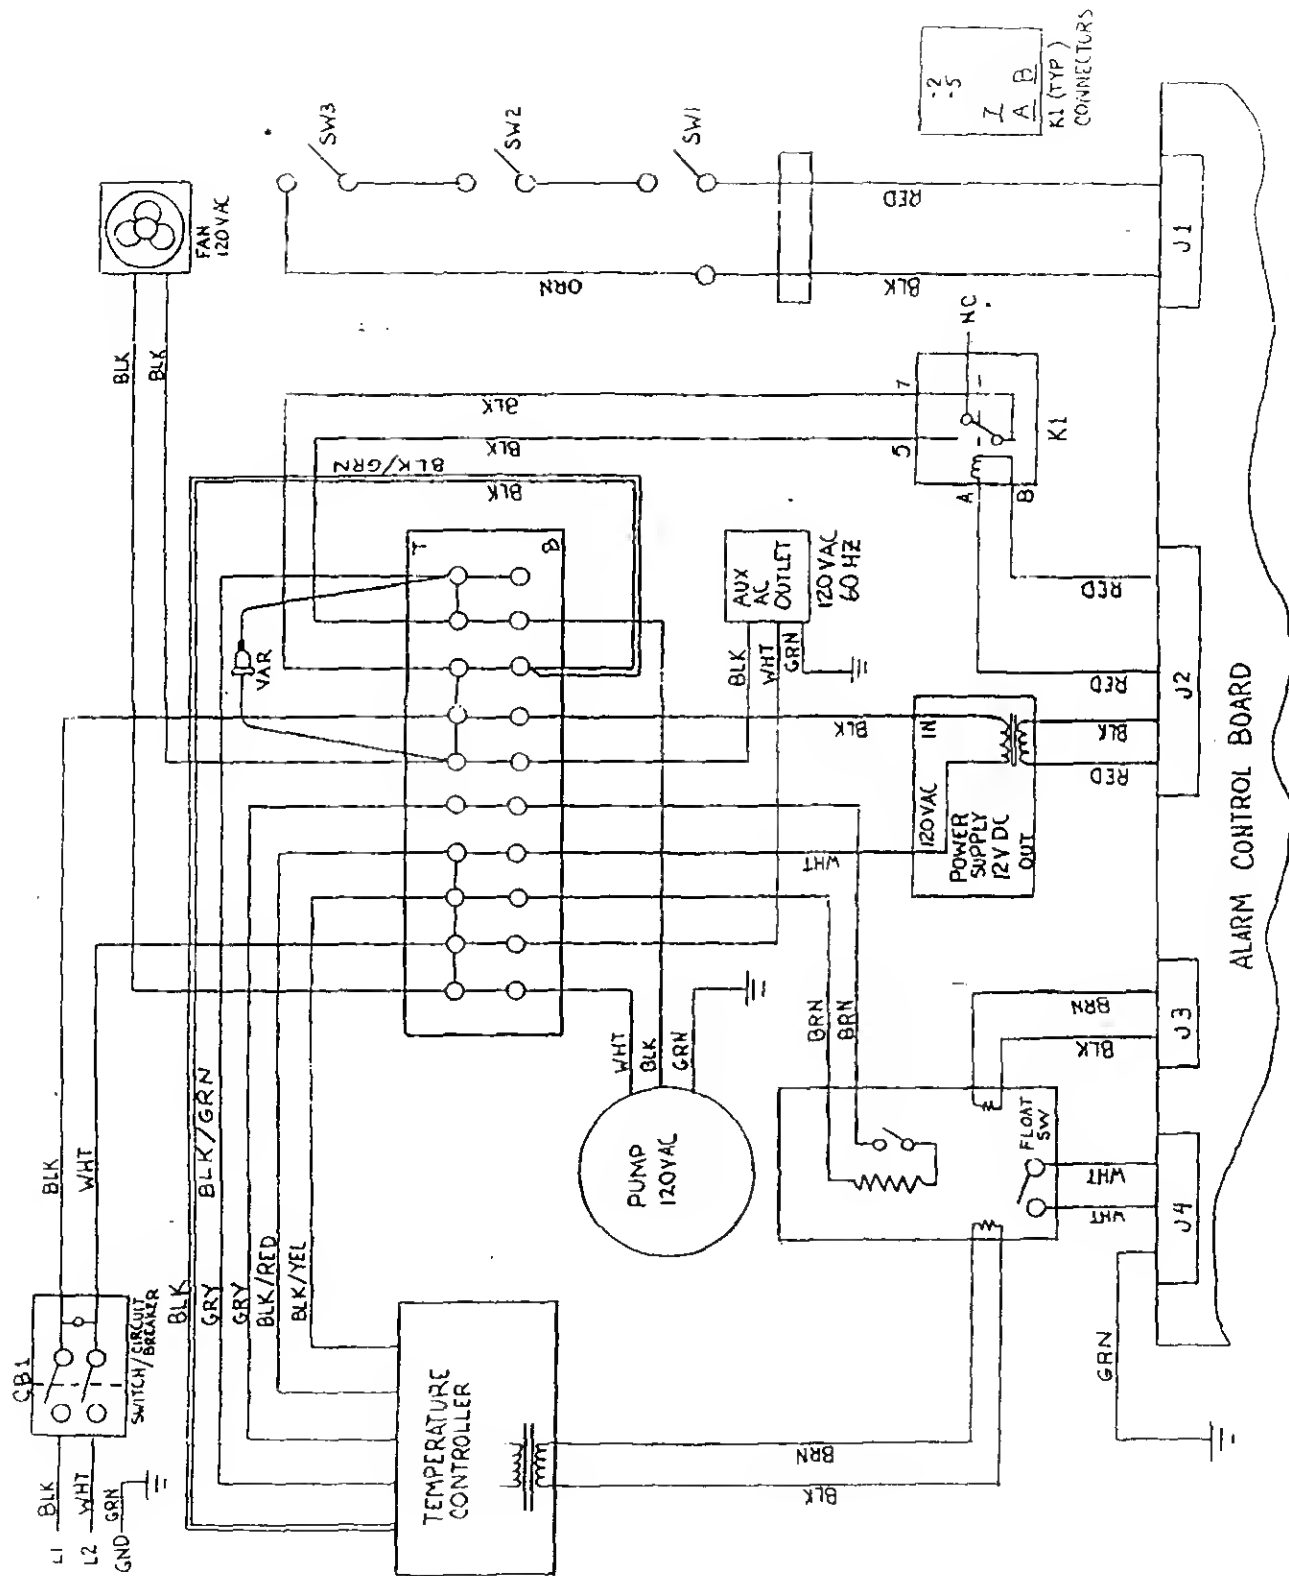 -2
-5
7
A B
K1 (TYP)
CONNECTORS
FAN
120VAC
SW3
SW2
SW1
RED
ORN
BLK
J1
BLK
BLK
NC
7
5
BLK
BLK
BLK/GRN
BLK
K1
A
B
T
B
VAR
AUX
AC
OUTLET
120VAC
60 HZ
BLK
WHT
GRN
RED
RED
BLK
RED
J2
BLK
IN
120VAC
POWER
SUPPLY
12V DC
OUT
WHT
ALARM CONTROL BOARD
BLK
WHT
WHT
BLK
GRN
PUMP
120VAC
BRN
BRN
BRN
BLK
J3
FLOAT
SW
WHT
WHT
J4
GRN
CB1
SWITCH/CIRCUIT
BREAKER
L1
BLK
L2
WHT
GND
GRN
BLK
BLK/GRN
GRY
GRY
BLK/RED
BLK/YEL
TEMPERATURE
CONTROLLER
BRN
BLK